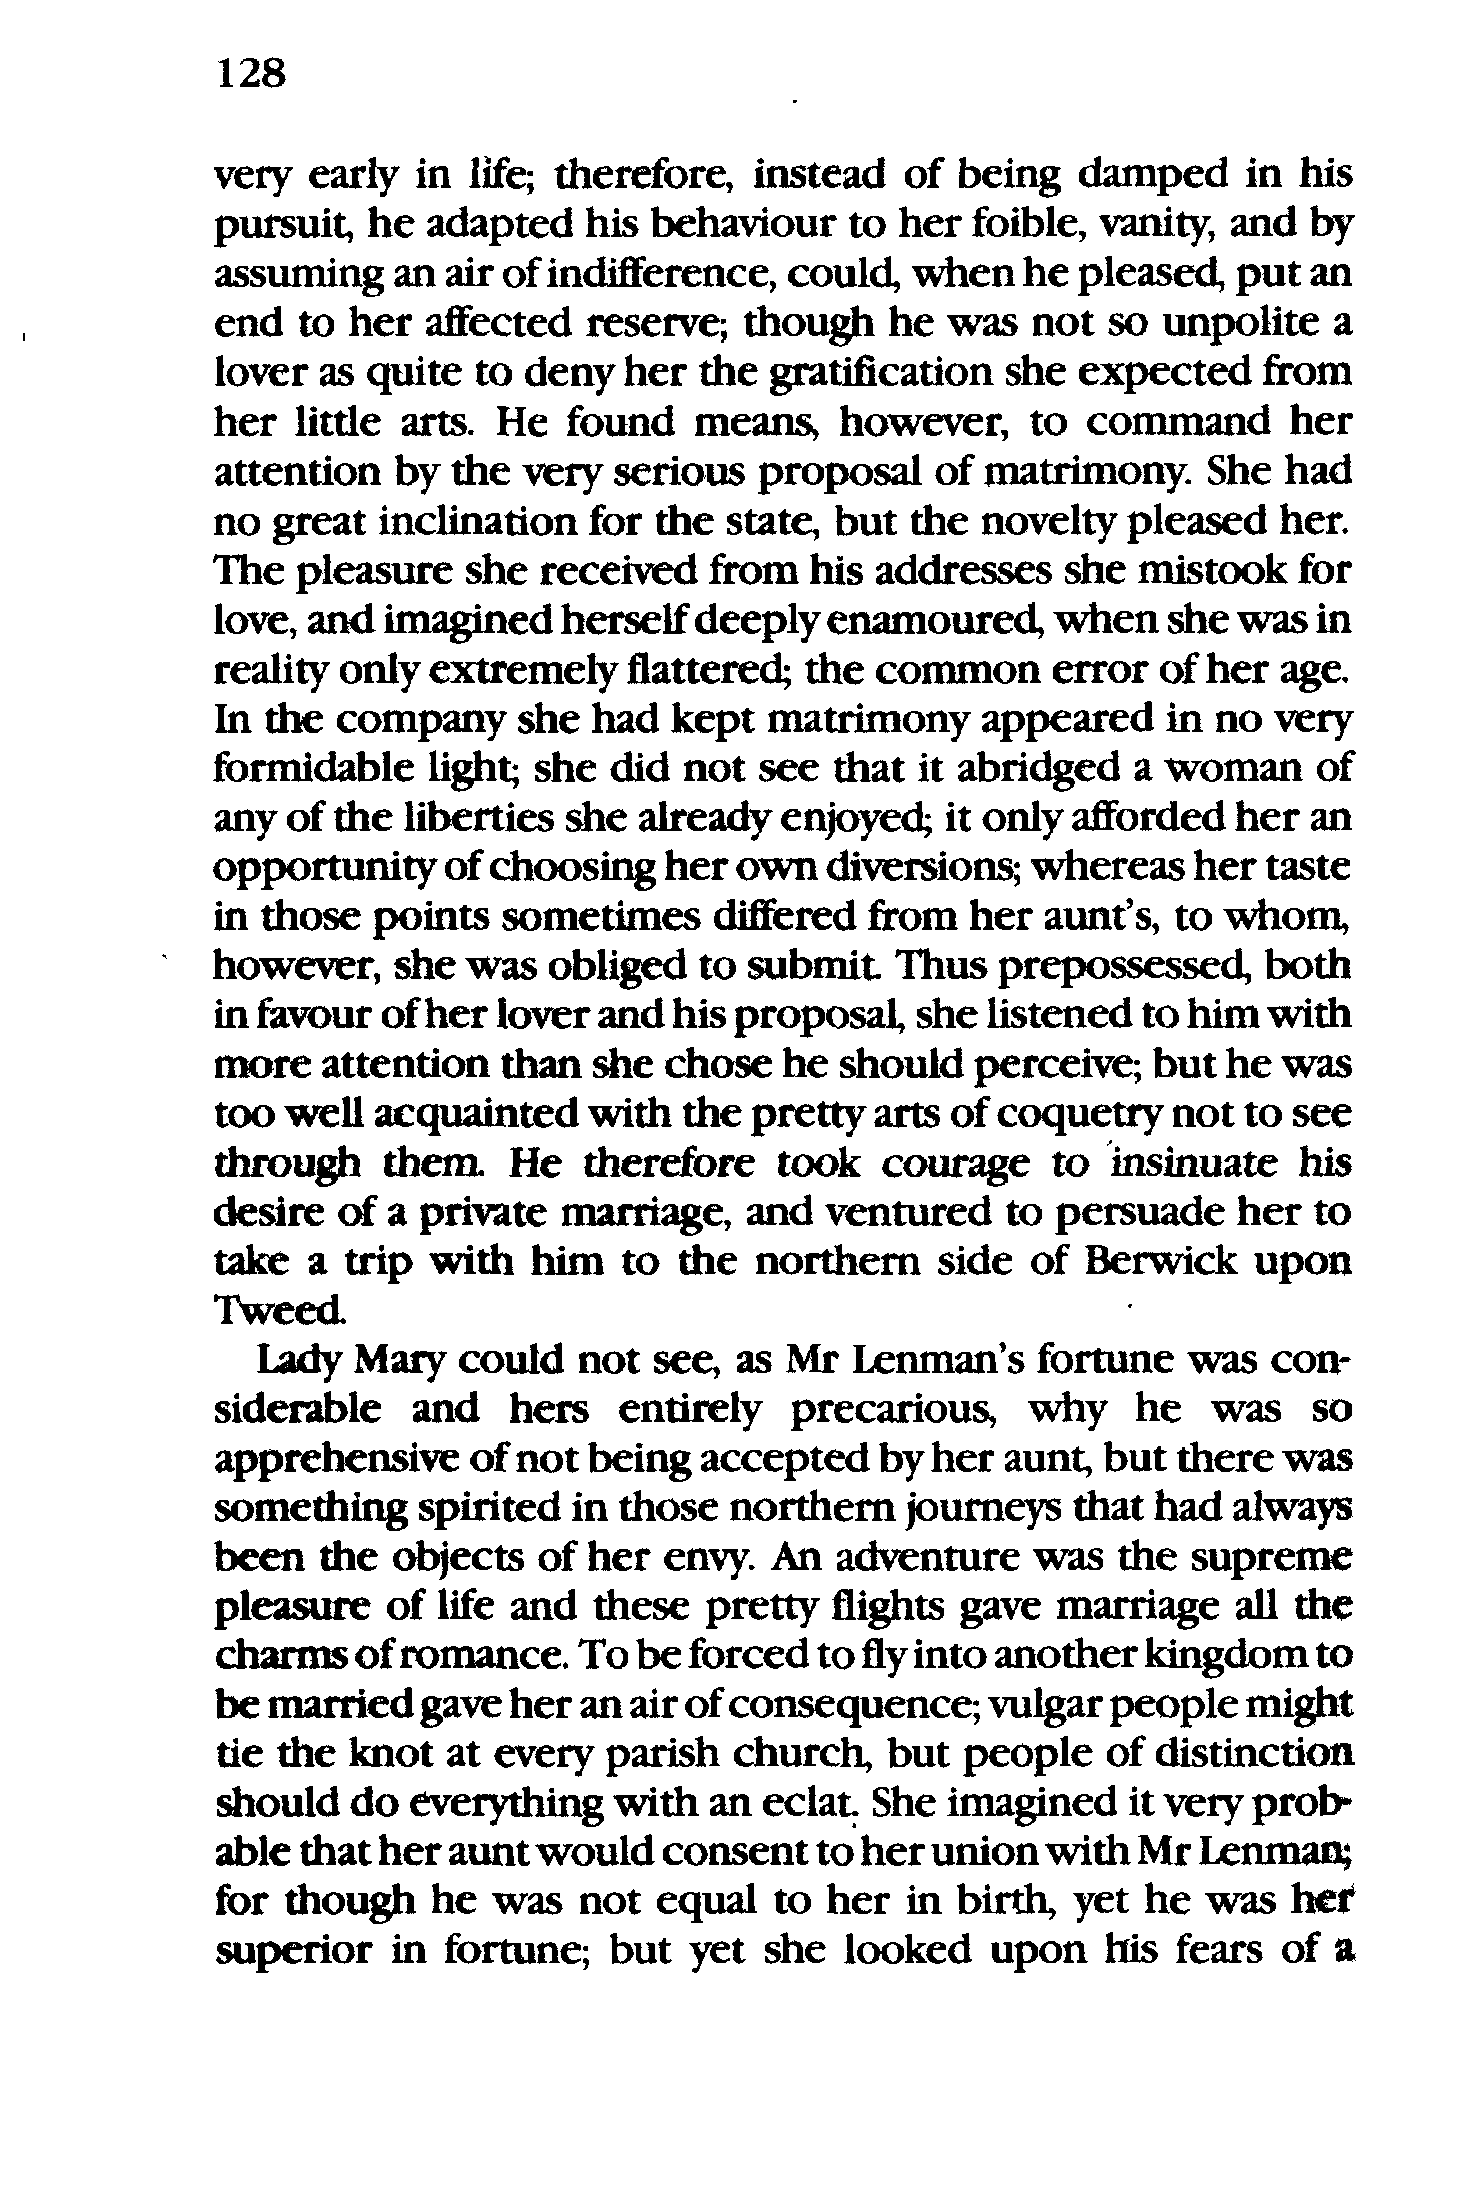 128
very early in life; therefore, instead of being damped in his
pursuit, he adapted his behaviour to her foible, vanity, and by
assuming an air of indifference, could, when he pleased, put an
end to her affected reserve; though he was not so unpolite a
lover as quite to deny her the gratification she expected from
her little arts. He found means, however, to command her
attention by the very serious proposal of matrimony. She had
no great inclination for the state, but the novelty pleased her.
The pleasure she received from his addresses she mistook for
love, and imagined herself deeply enamoured, when she was in
reality only extremely flattered; the common error of her age.
In the company she had kept matrimony appeared in no very
formidable light; she did not see that it abridged a woman of
any of the liberties she already enjoyed; it only afforded her an
opportunity of choosing her own diversions; whereas her taste
in those points sometimes differed from her aunt's, to whom,
however, she was obliged to submit. Thus prepossessed, both
in favour of her lover and his proposal, she listened to him with
more attention than she chose he should perceive; but he was
too well acquainted with the pretty arts of coquetry not to see
through them. He therefore took courage to insinuate his
desire of a private marriage, and ventured to persuade her to
take a trip with him to the northern side of Berwick upon
Tweed.
Lady Mary could not see, as Mr Lenman's fortune was con-
siderable and hers entirely precarious, why he was so
apprehensive of not being accepted by her aunt, but there was
something spirited in those northern journeys that had always
been the objects of her envy. An adventure was the supreme
pleasure of life and these pretty flights gave marriage all the
charms of romance. To be forced to fly into another kingdom to
be married gave her an air of consequence; vulgar people might
tie the knot at every parish church, but people of distinction
should do everything with an eclat. She imagined it very prob-
able that her aunt would consent to her union with Mr Lenman;
for though he was not equal to her in birth, yet he was her
superior in fortune; but yet she looked upon his fears of a